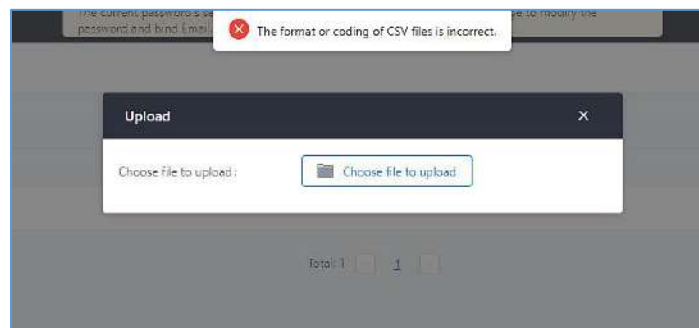 The current password's se
se to modify the
password and bind Email
The format or coding of CSV files is incorrect.
Upload
Choose file to upload:
Choose file to upload
Total: 1
1